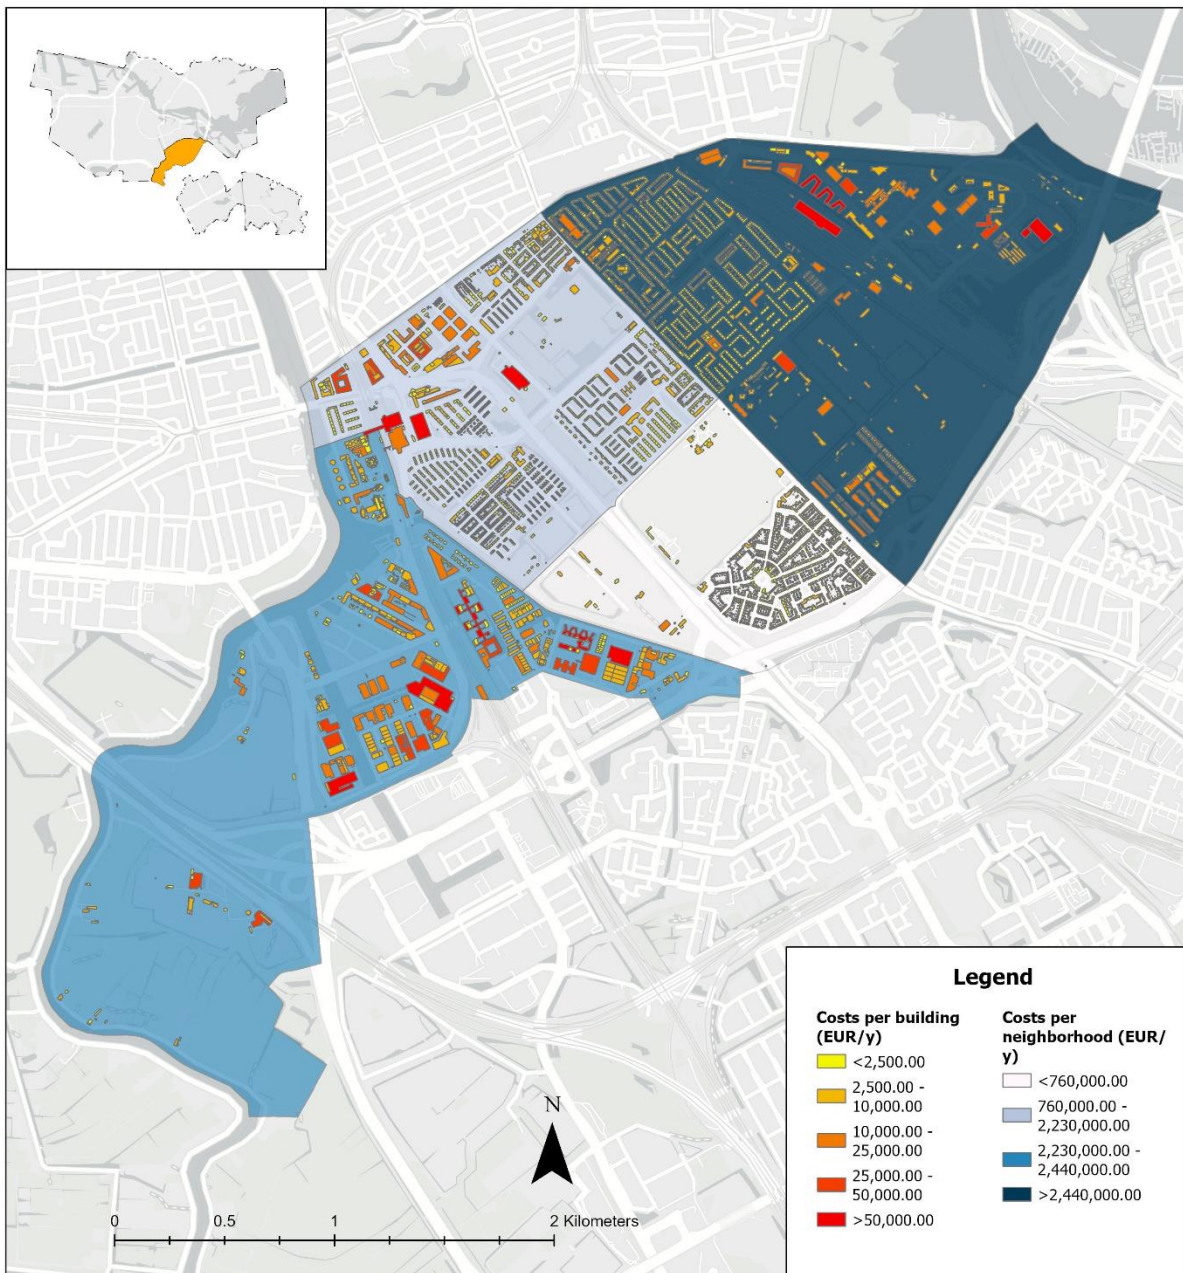 N
0
0.5
1
2 Kilometers
Legend
Costs per building
(EUR/y)
<2,500.00
2,500.00 -
10,000.00
10,000.00 -
25,000.00
25,000.00 -
50,000.00
>50,000.00
Costs per
neighborhood (EUR/
y)
<760,000.00
760,000.00 -
2,230,000.00
2,230,000.00 -
2,440,000.00
>2,440,000.00